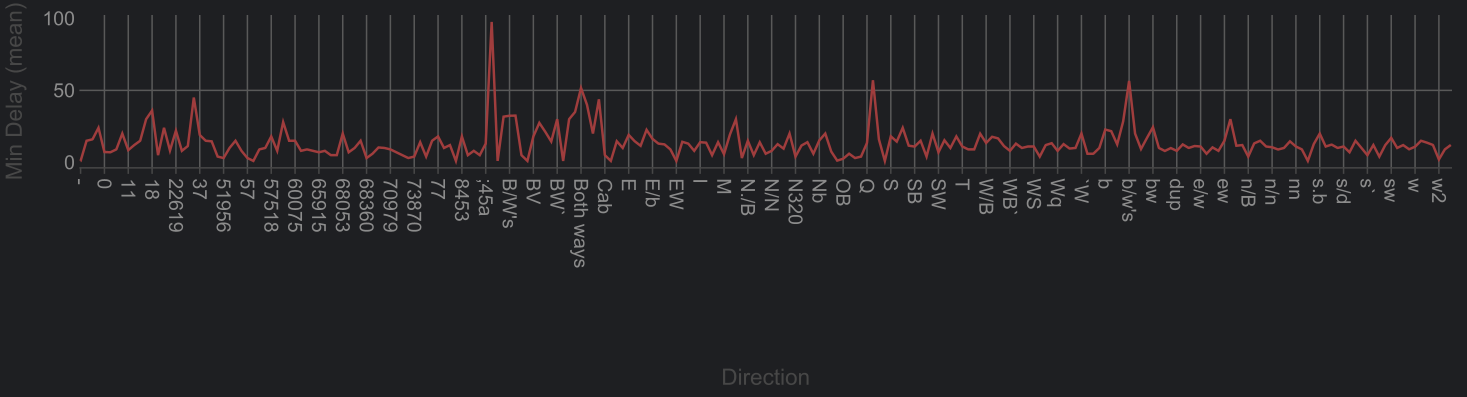 Min Delay (mean)
100
50
0
-
0
11
18
22619
37
51956
57
57518
60075
65915
68053
68360
70979
73870
77
8453
;45a
B/W's
BV
BW`
Both ways
Cab
E
E/b
EW
I
M
N./B
N/N
N320
Nb
OB
Q
S
SB
SW
T
W/B
WB`
WS
Wq
`W
b
b/w's
bw
dup
e/w
ew
n/B
n/n
nn
s.b
s/d
s`
sw
w
w2
Direction